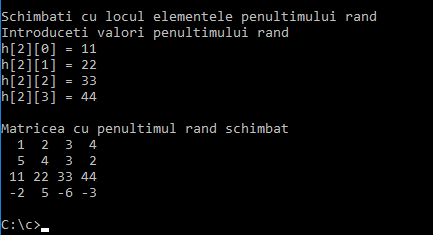 Schimbati cu locul elementele penultimului rand
Introduceti valori penultimului rand
h[2][0] = 11
h[2][1] = 22
h[2][2] = 33
h[2][3] = 44
Matricea cu penultimul rand schimbat
1 2 3 4
5 4 3 2
11 22 33 44
-2 5 -6 -3
C:\c>